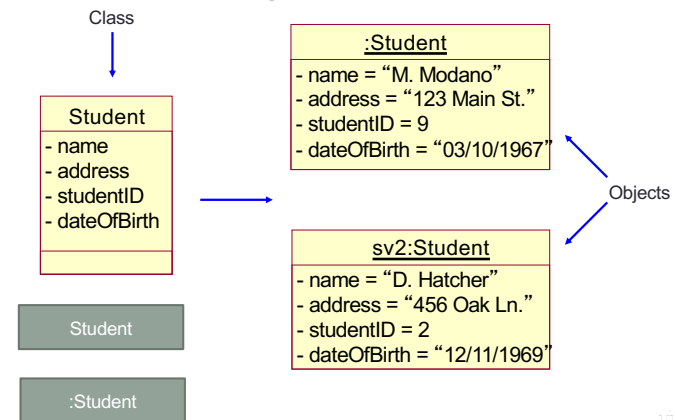 Class
Student
- name
- address
- studentID
- dateOfBirth
:Student
- name = “M. Modano”
- address = “123 Main St.”
- studentID = 9
- dateOfBirth = “03/10/1967”
Objects
sv2:Student
- name = “D. Hatcher”
- address = “456 Oak Ln.”
- studentID = 2
- dateOfBirth = “12/11/1969”
Student
:Student